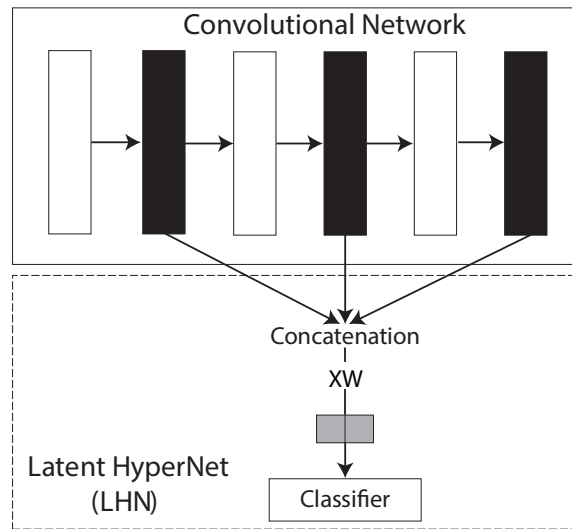 Convolutional Network
Concatenation
XW
Latent HyperNet
(LHN)
Classifier